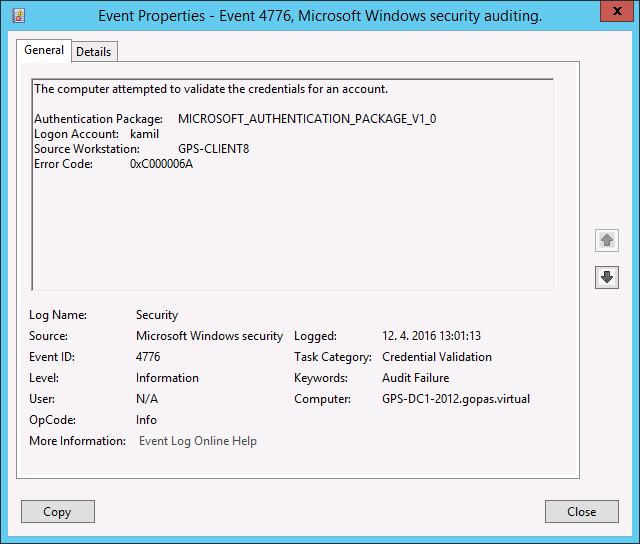 Event Properties - Event 4776, Microsoft Windows security auditing.
x
General Details
The computer attempted to validate the credentials for an account.
Authentication Package: MICROSOFT_AUTHENTICATION_PACKAGE_V1_0
Logon Account: kamil
Source Workstation: GPS-CLIENT8
Error Code: 0xC000006A
Log Name: Security
Source: Microsoft Windows security Logged: 12. 4. 2016 13:01:13
Event ID: 4776 Task Category: Credential Validation
Level: Information Keywords: Audit Failure
User: N/A Computer: GPS-DC1-2012.gopas.virtual
OpCode: Info
More Information: Event Log Online Help
Copy Close